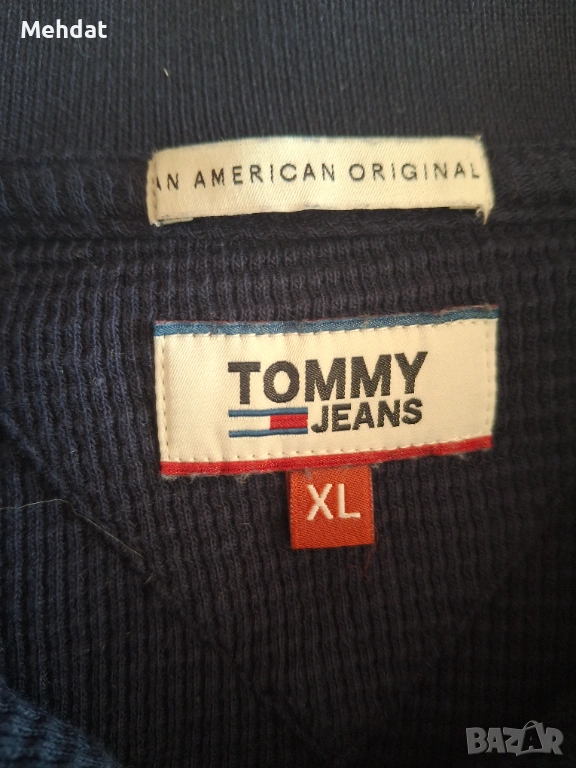 Mehdat
AN AMERICAN ORIGINAL
TOMMY
JEANS
XL
BAZAR